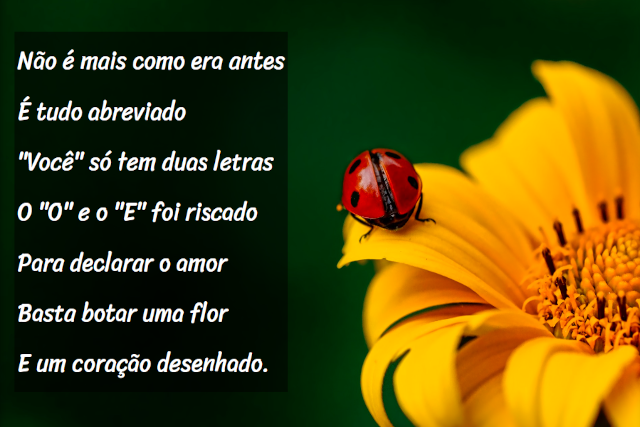 Não é mais como era antes
É tudo abreviado
"Você" só tem duas letras
O "O" e o "E" foi riscado
Para declarar o amor
Basta botar uma flor
E um coração desenhado.